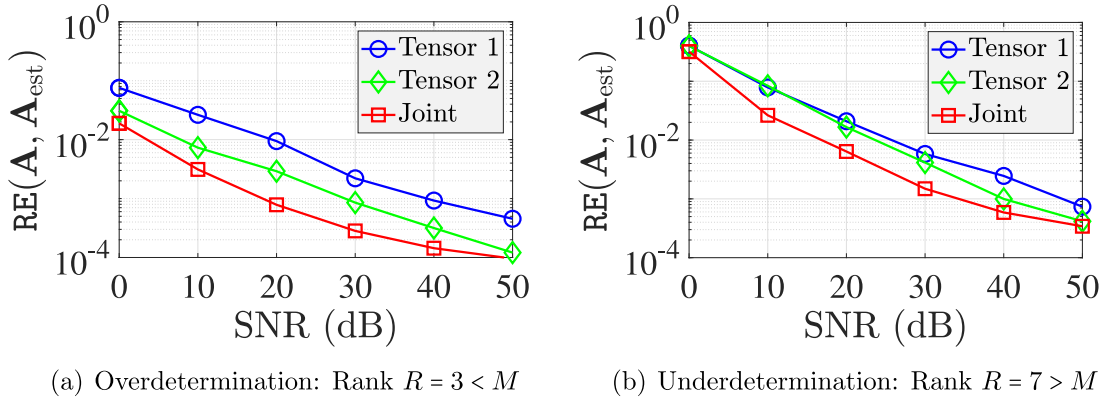 10^0
10^-2
10^-4
RE(A, A_est)
Tensor 1
Tensor 2
Joint
0 10 20 30 40 50
SNR (dB)
(a) Overdetermination: Rank R = 3 < M
10^0
10^-2
10^-4
RE(A, A_est)
Tensor 1
Tensor 2
Joint
0 10 20 30 40 50
SNR (dB)
(b) Underdetermination: Rank R = 7 > M